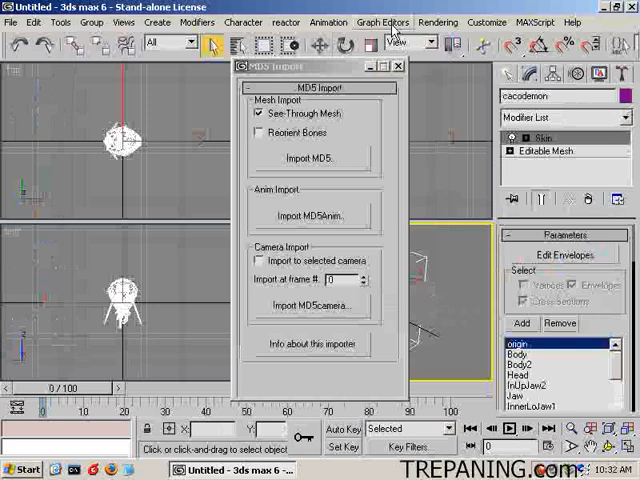 Untitled - 3ds max 6 - Stand-alone License
File Edit Tools Group Views Create Modifiers Character reactor Animation Graph Editors Rendering Customize MAXScript Help
All View
MD5 Import
- MD5 Import
Mesh Import
See-Through Mesh
Reorient Bones
Import MD5..
Anim Import
Import MD5Anim..
Camera Import
Import to selected camera
Import at frame #: 0
Import MD5camera...
Info about this importer
cacodemon
Modifier List
Skin
Editable Mesh
- Parameters
Edit Envelopes
Select
Vertices Envelopes
Cross Sections
Add Remove
origin
Body
Body2
Head
InUpJaw2
Jaw
InnerLoJaw1
0 / 100
0 10 20 30 40 50 60 70 80 90 100
X: Y: Auto Key Selected
Click or click-and-drag to select object Set Key Key Filters... 0
Start Untitled - 3ds max 6 -... 10:32 AM
TREPANING.com